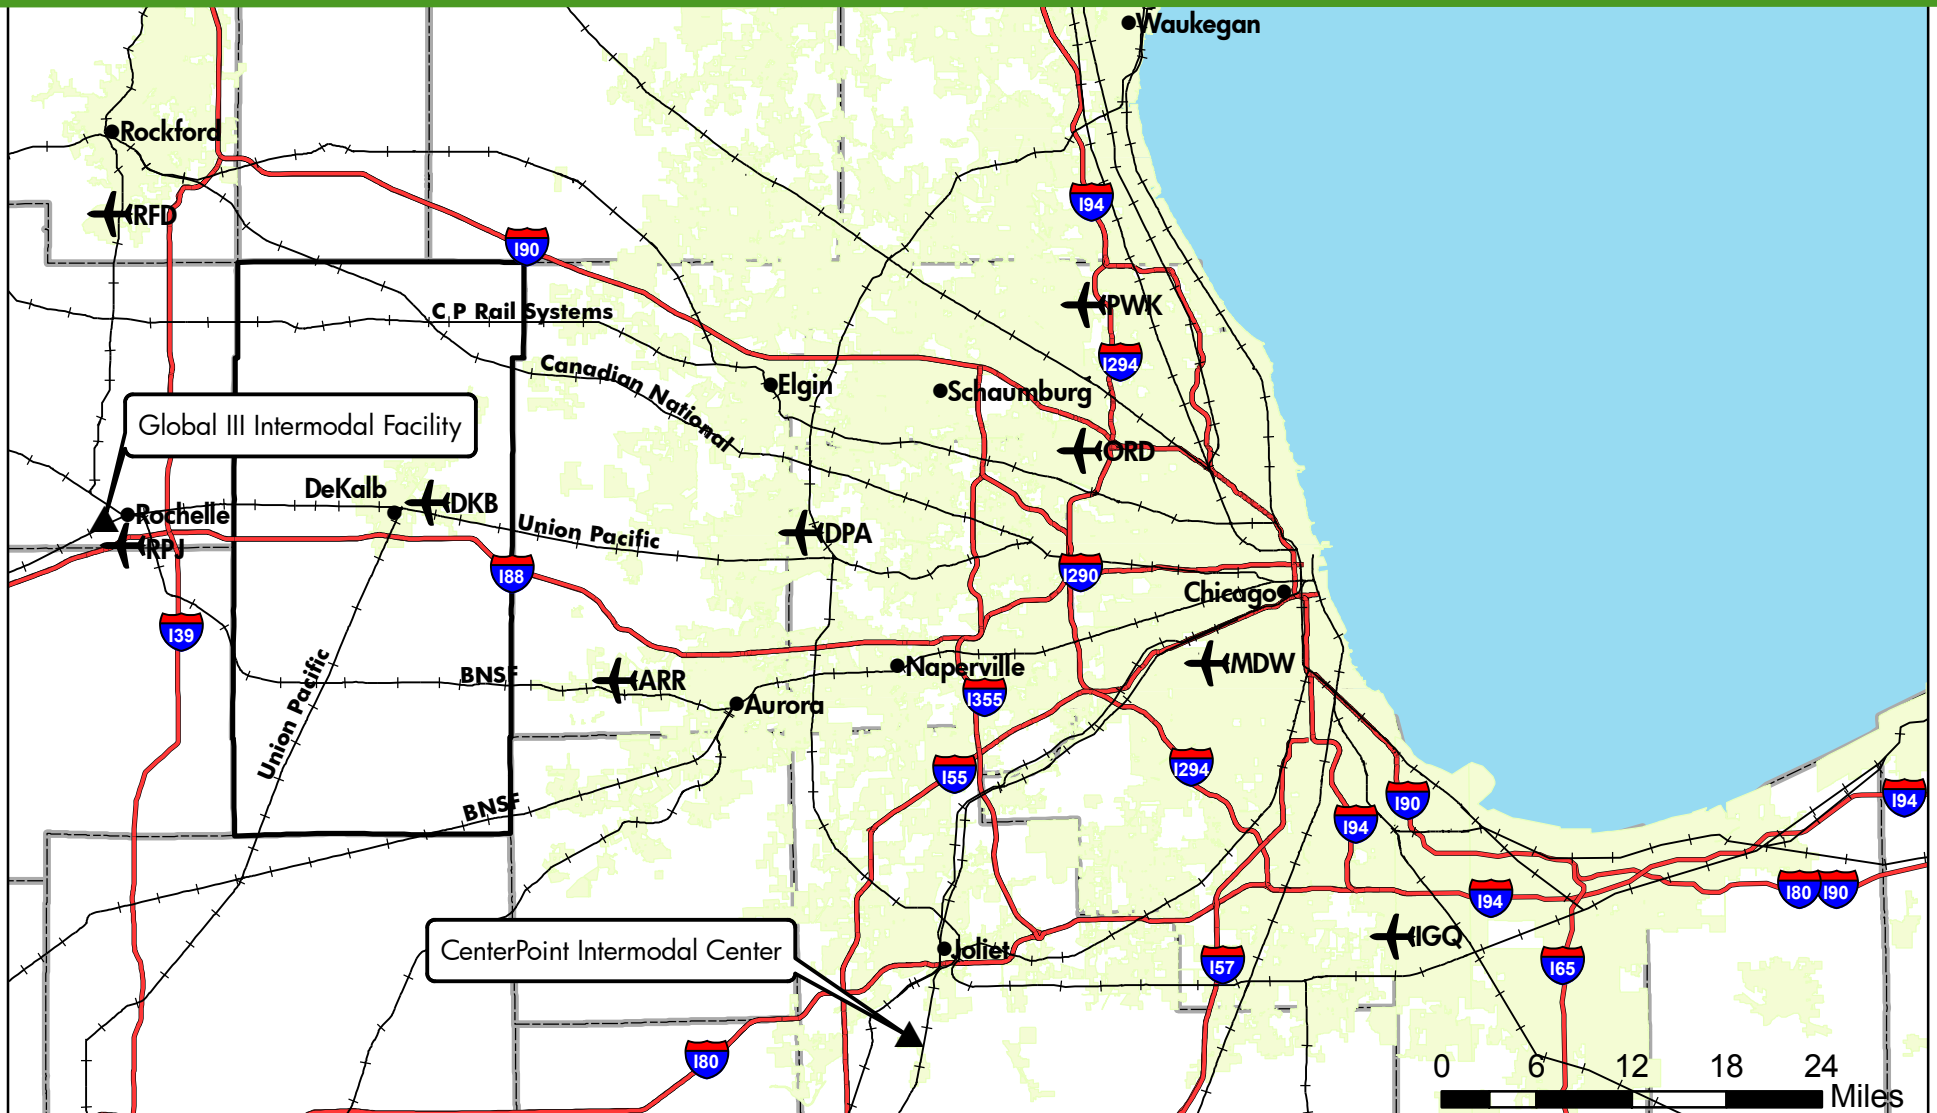 Waukegan
Rockford
I94
RFD
I90
PWK
C P Rail Systems
I294
Canadian National
Elgin
Schaumburg
Global III Intermodal Facility
ORD
DeKalb
DKB
Rochelle
Union Pacific
DPA
RPJ
I88
I290
Chicago
I39
MDW
Naperville
BNSF
ARR
I355
Aurora
Union Pacific
I294
I55
I90
I94
BNSF
I94
I80
I90
I94
CenterPoint Intermodal Center
Joliet
IGQ
I57
I65
I80
0 6 12 18 24
Miles